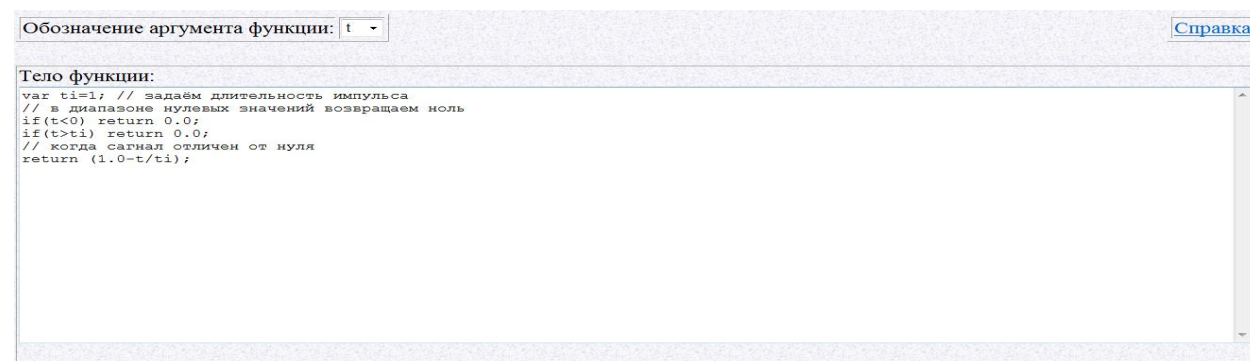 Обозначение аргумента функции: t
Справка
Тело функции:
var ti=1; // задаём длительность импульса
// в диапазоне нулевых значений возвращаем ноль
if(t<0) return 0.0;
if(t>ti) return 0.0;
// когда сагнал отличен от нуля
return (1.0-t/ti);